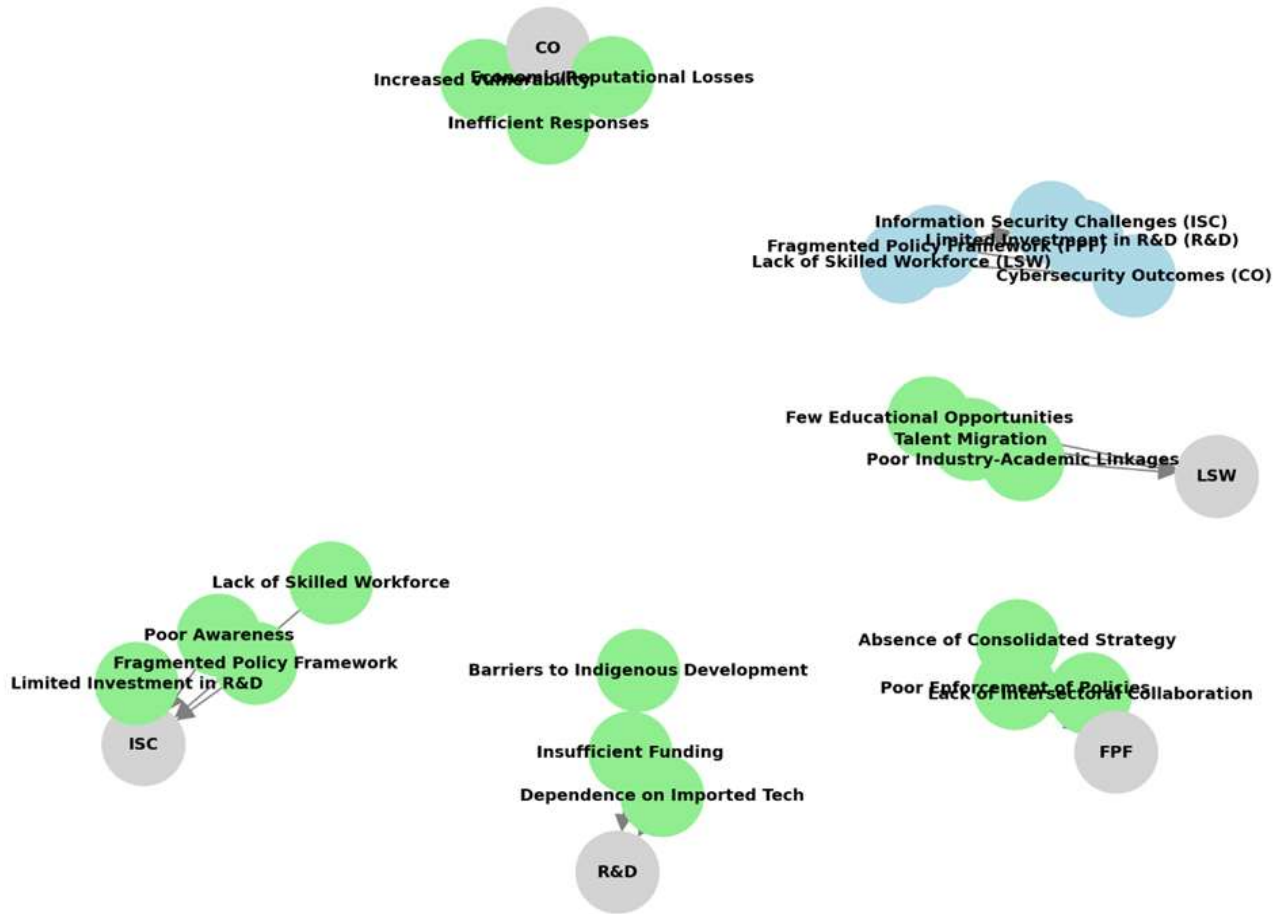 CO
Increased Vulnerability
Economic/Reputational Losses
Inefficient Responses
Information Security Challenges (ISC)
Limited Investment in R&D (R&D)
Fragmented Policy Framework (FPF)
Lack of Skilled Workforce (LSW)
Cybersecurity Outcomes (CO)
Few Educational Opportunities
Talent Migration
Poor Industry-Academic Linkages
LSW
Lack of Skilled Workforce
Poor Awareness
Fragmented Policy Framework
Limited Investment in R&D
ISC
Barriers to Indigenous Development
Insufficient Funding
Dependence on Imported Tech
R&D
Absence of Consolidated Strategy
Poor Enforcement of Policies
Lack of Intersectoral Collaboration
FPF